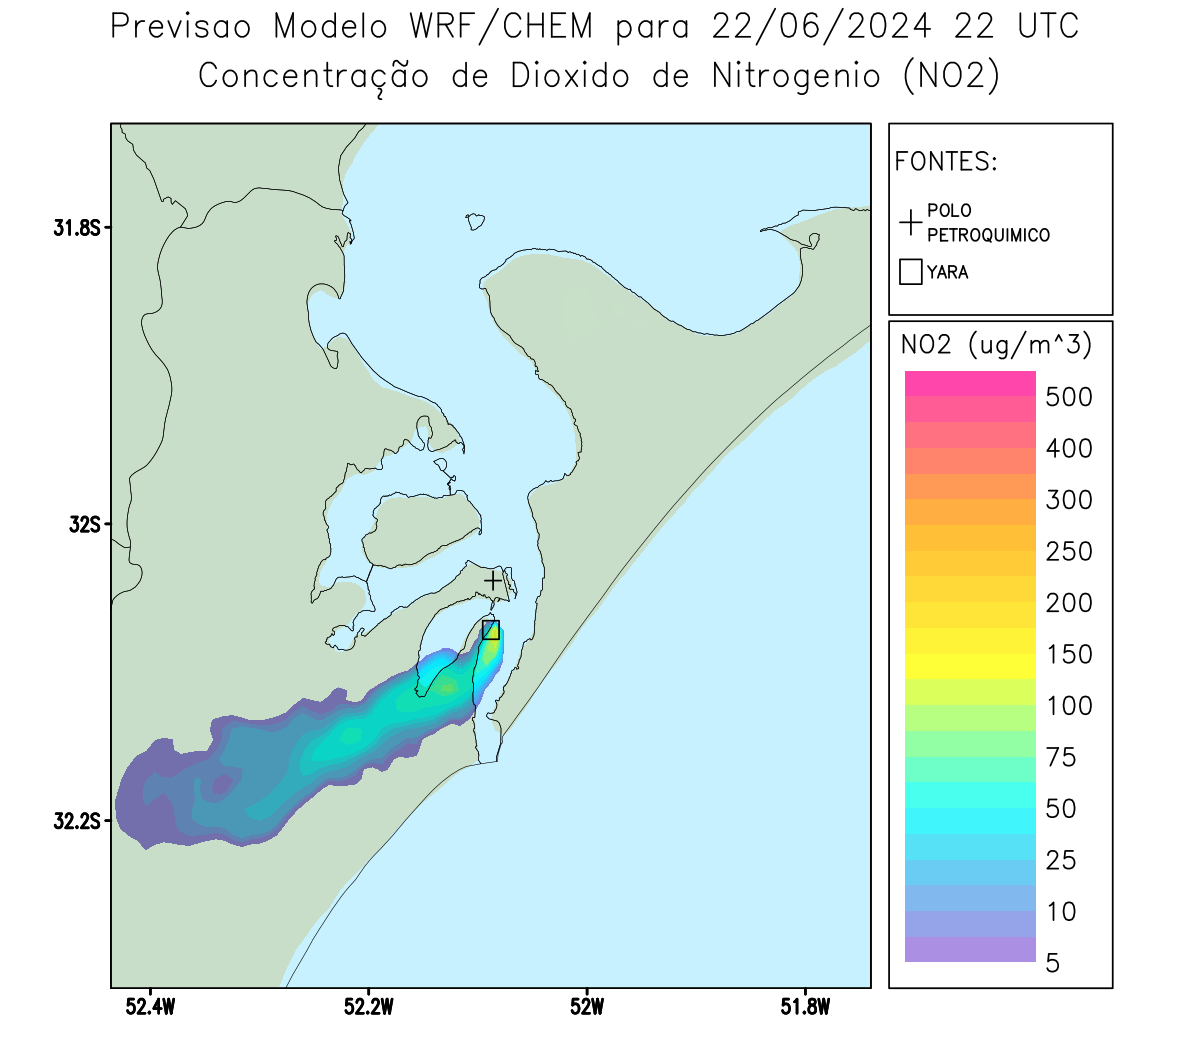 Previsao Modelo WRF/CHEM para 22/06/2024 22 UTC
Concentração de Dioxido de Nitrogenio (NO2)
FONTES:
POLO
PETROQUIMICO
YARA
NO2 (ug/m^3)
500
400
300
250
200
150
100
75
50
25
10
5
31.8S
32S
32.2S
52.4W
52.2W
52W
51.8W